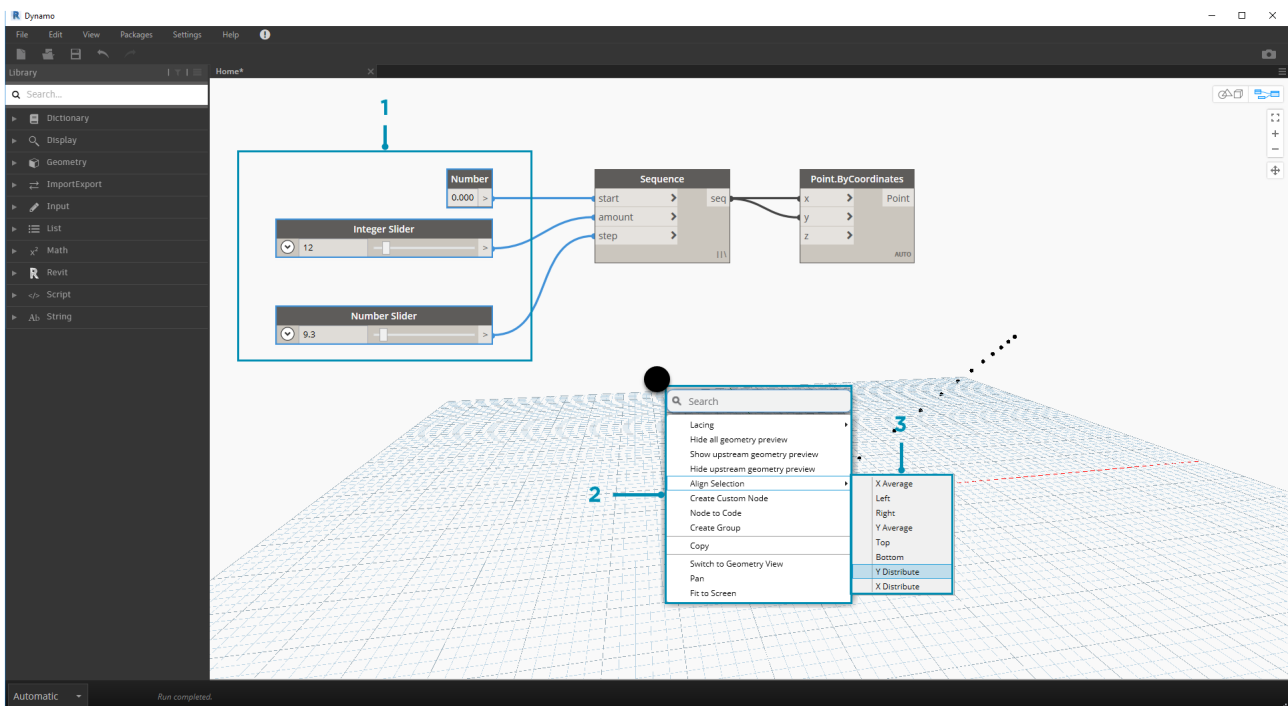 R Dynamo
File Edit View Packages Settings Help
Library
Home*
Search...
Dictionary
Display
Geometry
ImportExport
Input
List
x² Math
R Revit
</> Script
Ab String
1
Number
0.000 >
Integer Slider
12 >
Number Slider
9.3 >
Sequence
start > seq
amount >
step >
Point.ByCoordinates
x > Point
y >
z >
AUTO
Search
Lacing
Hide all geometry preview
Show upstream geometry preview
Hide upstream geometry preview
Align Selection
Create Custom Node
Node to Code
Create Group
Copy
Switch to Geometry View
Pan
Fit to Screen
2
3
X Average
Left
Right
Y Average
Top
Bottom
Y Distribute
X Distribute
Automatic
Run completed.